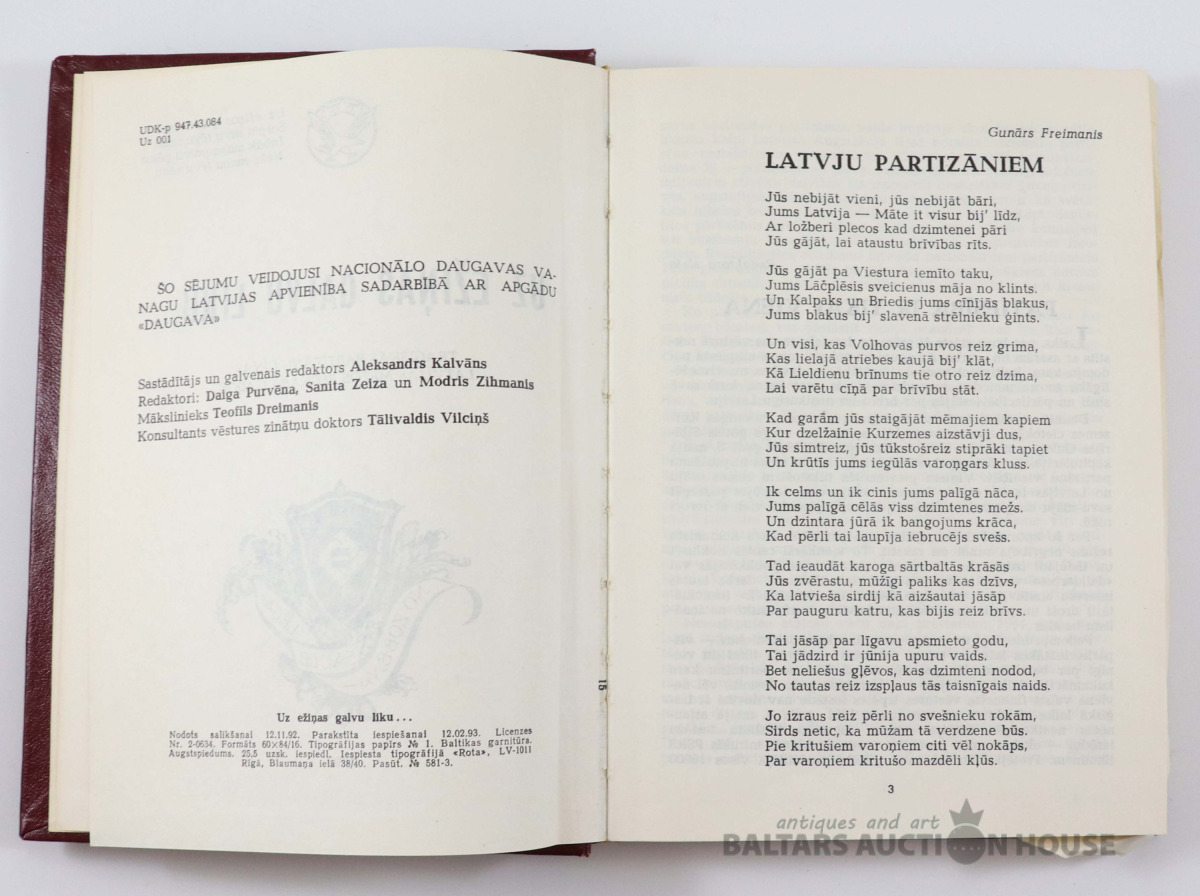 UDK-p 947.43.084
Uz 001
ŠO SĒJUMU VEIDOJUSI NACIONĀLO DAUGAVAS VA-
NAGU LATVIJAS APVIENĪBA SADARBĪBĀ AR APGĀDU
«DAUGAVA»
Sastādītājs un galvenais redaktors Aleksandrs Kalvāns
Redaktori: Daiga Purvēna, Sanita Zeiza un Modris Zihmanis
Mākslinieks Teofils Dreimanis
Konsultants vēstures zinātņu doktors Tālivaldis Vilciņš
Uz ežiņas galvu liku...
Nodots salikšanai 12.11.92. Parakstīta iespiešanai 12.02.93. Licenzes
Nr. 2-0634. Formāts 60×84/16. Tipogrāfijas papīrs № 1. Baltikas garnitūra.
Augstspiedums. 25,5 uzsk. iespiedl. Iespiesta tipogrāfijā «Rota», LV-1011
Rīgā, Blaumaņa ielā 38/40. Pasūt. № 581-3.
Gunārs Freimanis
LATVJU PARTIZĀNIEM
Jūs nebijāt vieni, jūs nebijāt bāri,
Jums Latvija — Māte it visur bij' līdz,
Ar ložberi plecos kad dzimtenei pāri
Jūs gājāt, lai ataustu brīvības rīts.
Jūs gājāt pa Viestura iemīto taku,
Jums Lāčplēsis sveicienus māja no klints.
Un Kalpaks un Briedis jums cīnījās blakus,
Jums blakus bij' slavenā strēlnieku ģints.
Un visi, kas Volhovas purvos reiz grima,
Kas lielajā atriebes kaujā bij' klāt,
Kā Lieldienu brīnums tie otro reiz dzima,
Lai varētu cīņā par brīvību stāt.
Kad garām jūs staigājāt mēmajiem kapiem
Kur dzelžainie Kurzemes aizstāvji dus,
Jūs simtreiz, jūs tūkstošreiz stiprāki tapiet
Un krūtīs jums iegūlās varoņgars kluss.
Ik celms un ik cinis jums palīgā nāca,
Jums palīgā cēlās viss dzimtenes mežs.
Un dzintara jūrā ik bangojums krāca,
Kad pērli tai laupīja iebrucējs svešs.
Tad ieaudāt karoga sārtbaltās krāsās
Jūs zvērastu, mūžīgi paliks kas dzīvs,
Ka latvieša sirdij kā aizšautai jāsāp
Par pauguru katru, kas bijis reiz brīvs.
Tai jāsāp par līgavu apsmieto godu,
Tai jādzird ir jūnija upuru vaids.
Bet neliešus gļēvos, kas dzimteni nodod,
No tautas reiz izspļaus tās taisnīgais naids.
Jo izraus reiz pērli no svešnieku rokām,
Sirds netic, ka mūžam tā verdzene būs.
Pie kritušiem varoņiem citi vēl nokāps,
Par varoņiem kritušo mazdēli kļūs.
3
antiques and art
BALTARS AUCTION HOUSE